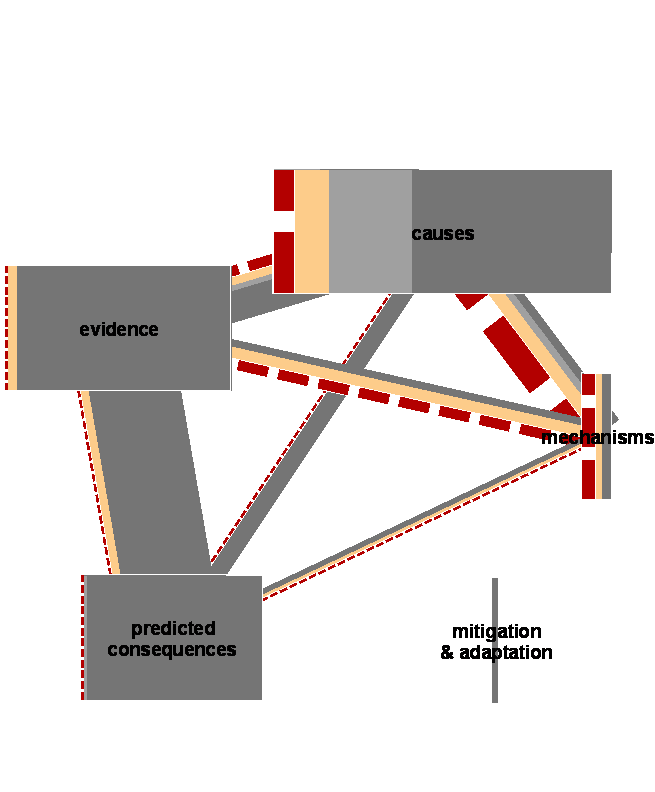 causes
evidence
mechanisms
predicted
consequences
mitigation
& adaptation